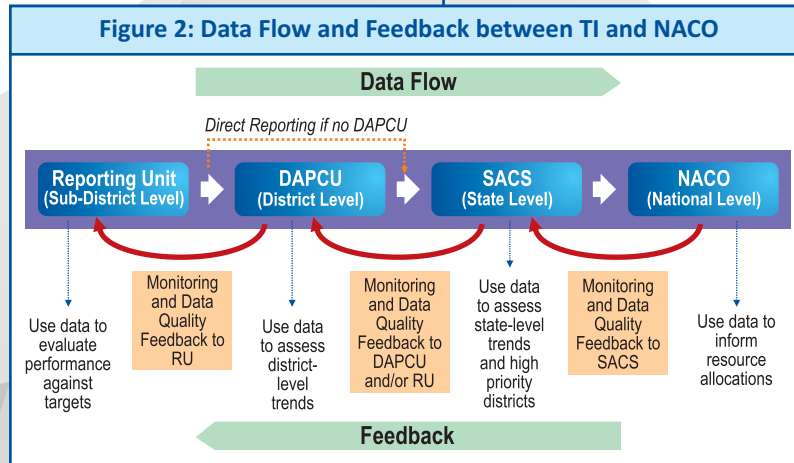 Figure 2: Data Flow and Feedback between TI and NACO
Data Flow
Direct Reporting if no DAPCU
Reporting Unit
(Sub-District Level)
DAPCU
(District Level)
SACS
(State Level)
NACO
(National Level)
Use data to
evaluate
performance
against
targets
Monitoring
and Data
Quality
Feedback to
RU
Use data
to assess
district-
level
trends
Monitoring
and Data
Quality
Feedback to
DAPCU
and/or RU
Use data
to assess
state-level
trends
and high
priority
districts
Monitoring
and Data
Quality
Feedback to
SACS
Use data to
inform
resource
allocations
Feedback